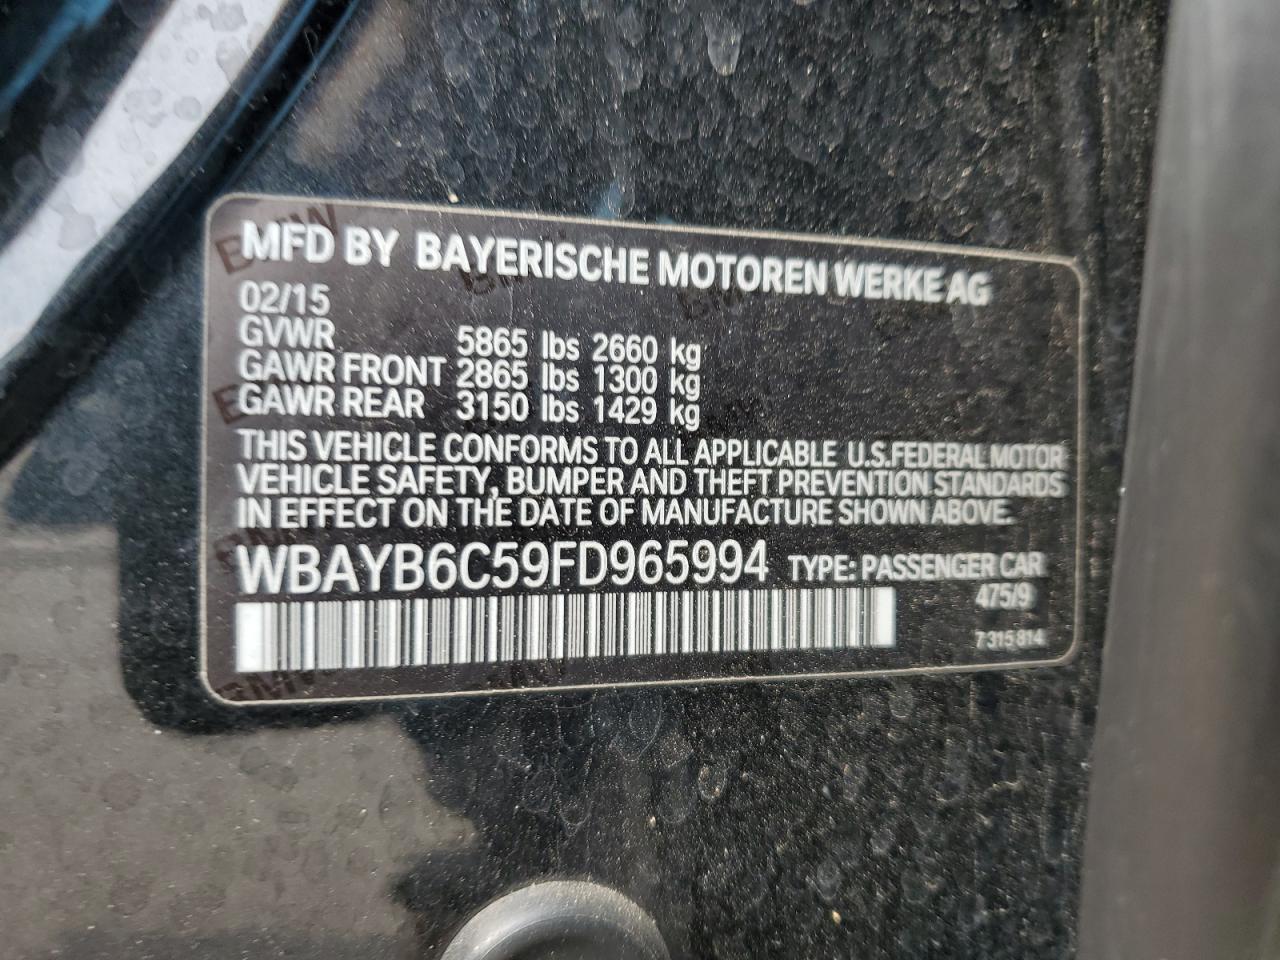 MFD BY BAYERISCHE MOTOREN WERKE AG
02/15
GVWR 5865 lbs 2660 kg
GAWR FRONT 2865 lbs 1300 kg
GAWR REAR 3150 lbs 1429 kg
THIS VEHICLE CONFORMS TO ALL APPLICABLE U.S.FEDERAL MOTOR
VEHICLE SAFETY, BUMPER AND THEFT PREVENTION STANDARDS
IN EFFECT ON THE DATE OF MANUFACTURE SHOWN ABOVE.
WBAYB6C59FD965994 TYPE: PASSENGER CAR
475/9
7 315 814